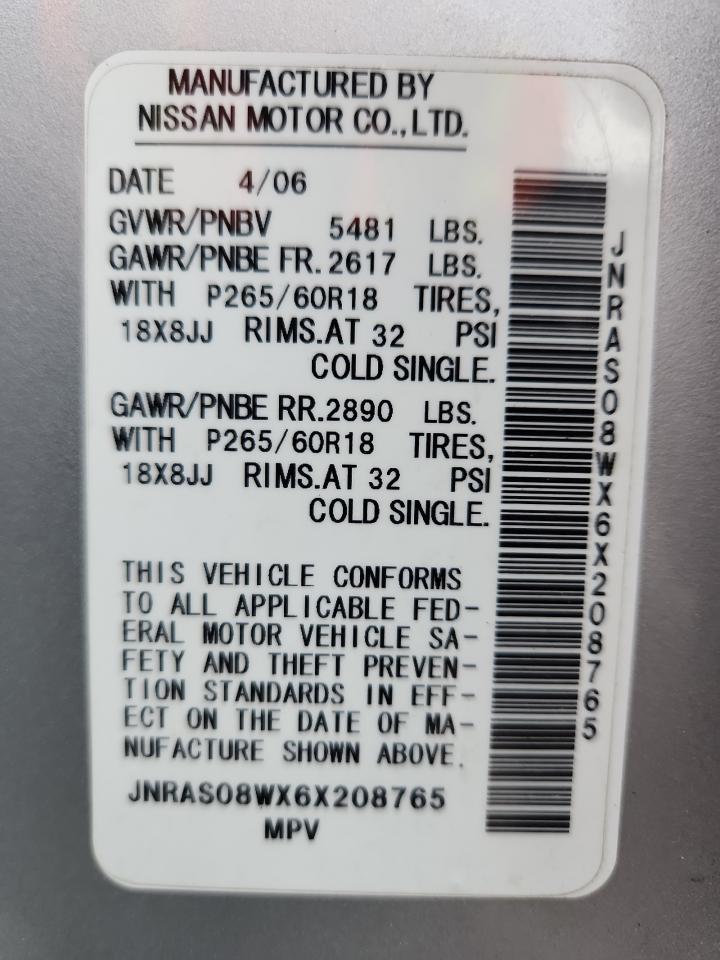 MANUFACTURED BY
NISSAN MOTOR CO.,LTD.
DATE 4/06
GVWR/PNBV 5481 LBS.
GAWR/PNBE FR.2617 LBS.
WITH P265/60R18 TIRES,
18X8JJ RIMS.AT 32 PSI
COLD SINGLE.
GAWR/PNBE RR.2890 LBS.
WITH P265/60R18 TIRES,
18X8JJ RIMS.AT 32 PSI
COLD SINGLE.
THIS VEHICLE CONFORMS
TO ALL APPLICABLE FED-
ERAL MOTOR VEHICLE SA-
FETY AND THEFT PREVEN-
TION STANDARDS IN EFF-
ECT ON THE DATE OF MA-
NUFACTURE SHOWN ABOVE.
JNRAS08WX6X208765
MPV
JNRAS08WX6X208765